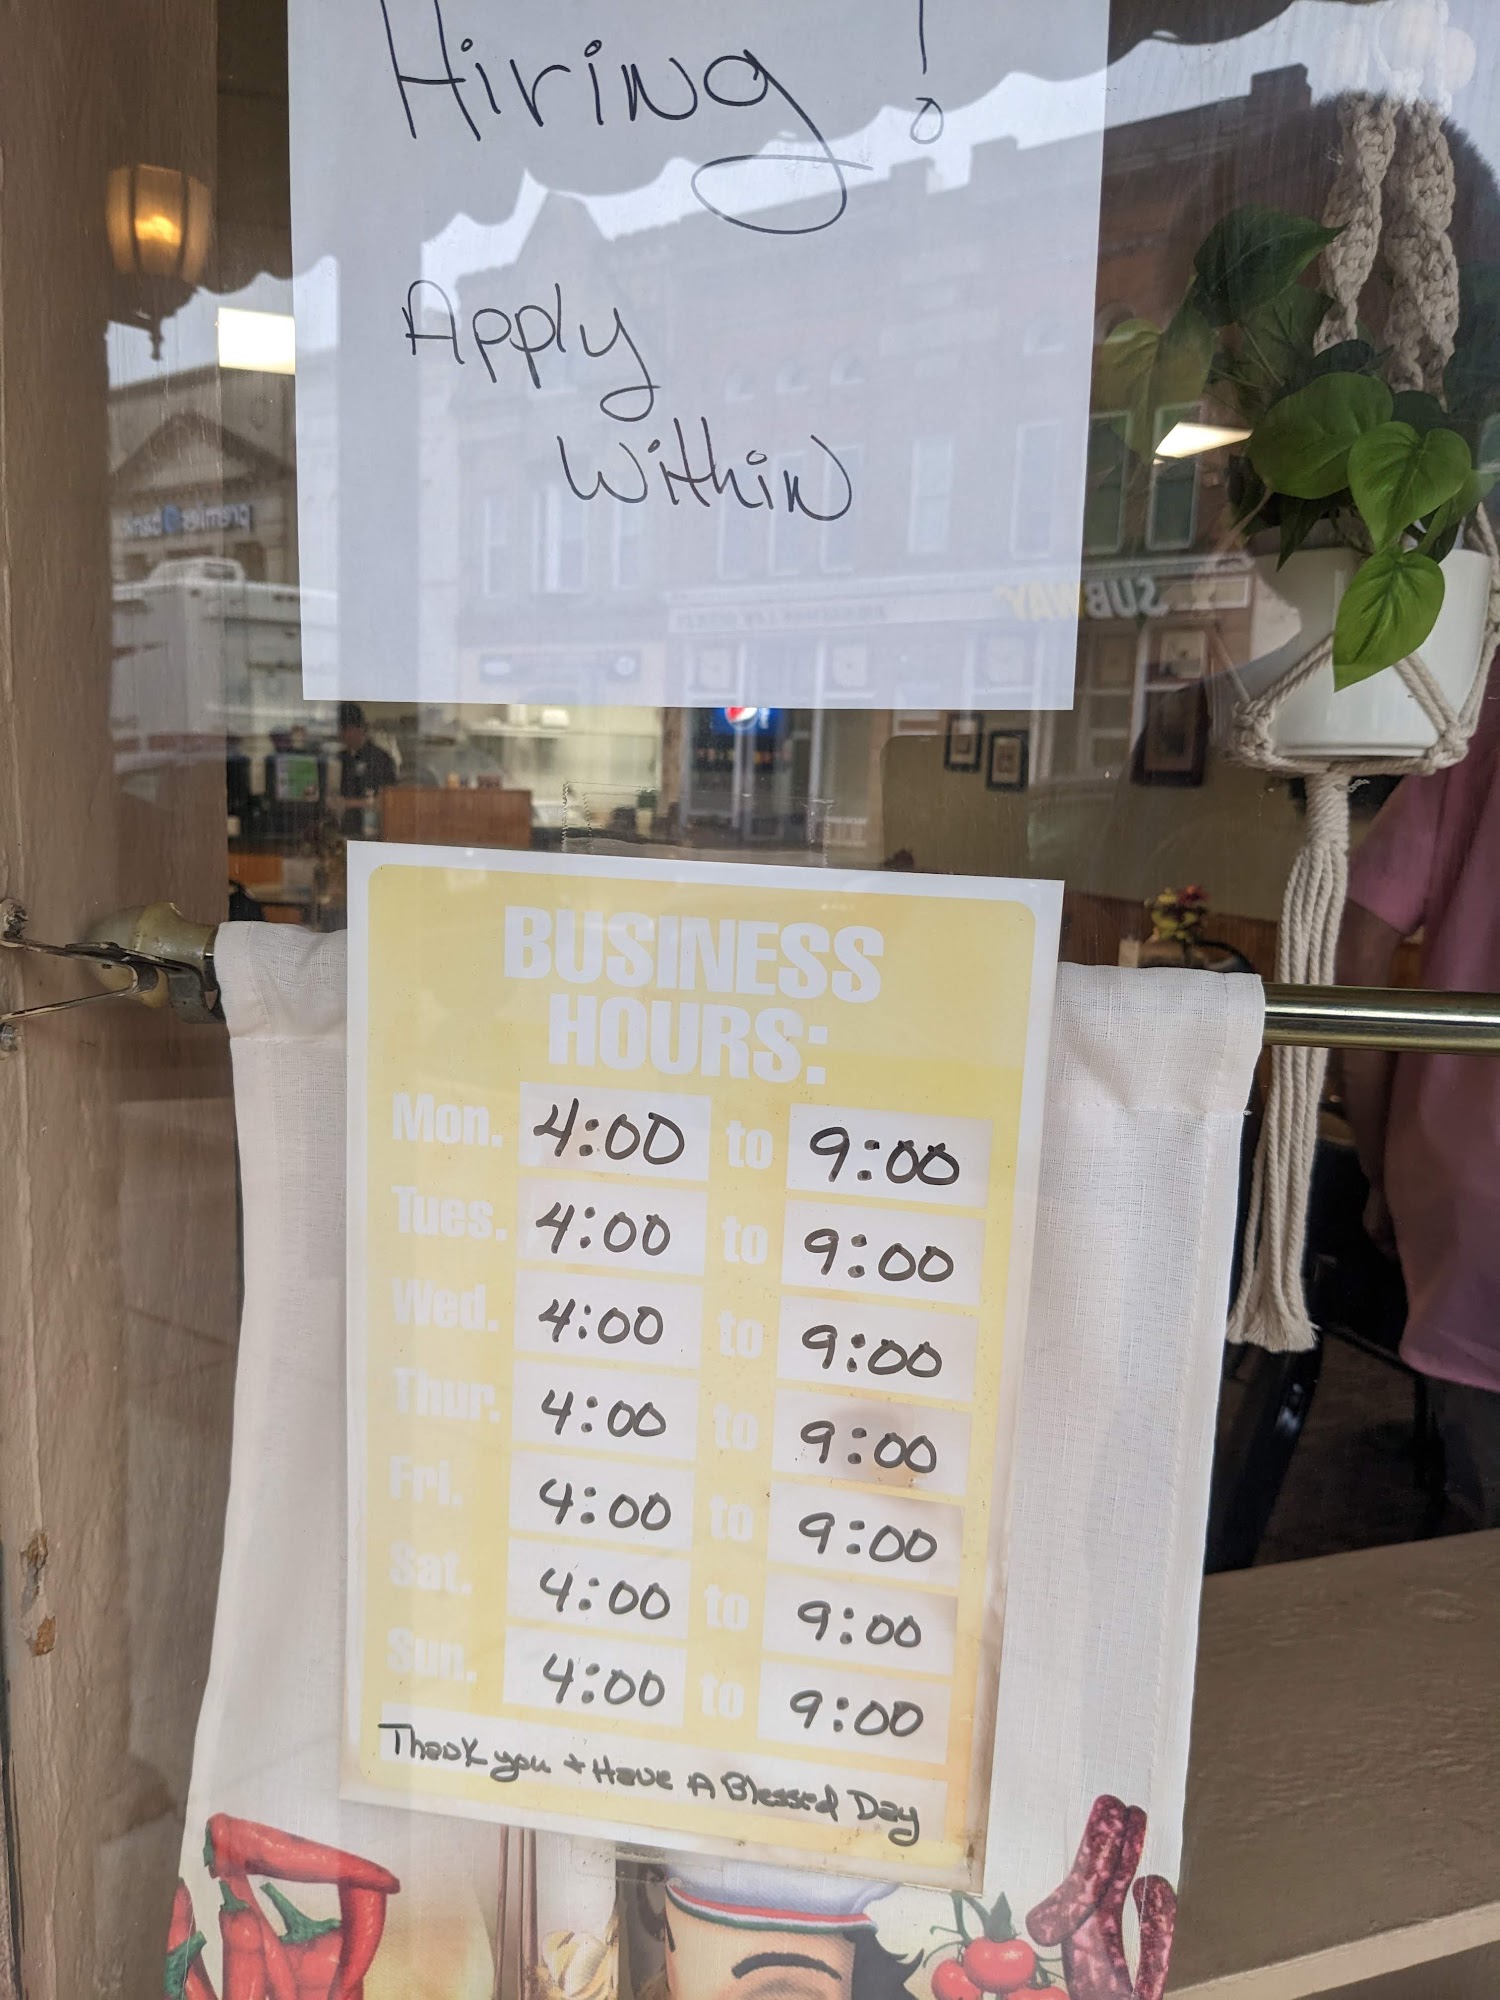 Hiring!
Apply
Within
premier bank
SUBWAY
BUSINESS
HOURS:
Mon. 4:00 to 9:00
Tues. 4:00 to 9:00
Wed. 4:00 to 9:00
Thur. 4:00 to 9:00
Fri. 4:00 to 9:00
Sat. 4:00 to 9:00
Sun. 4:00 to 9:00
Thank you + Have A Blessed Day